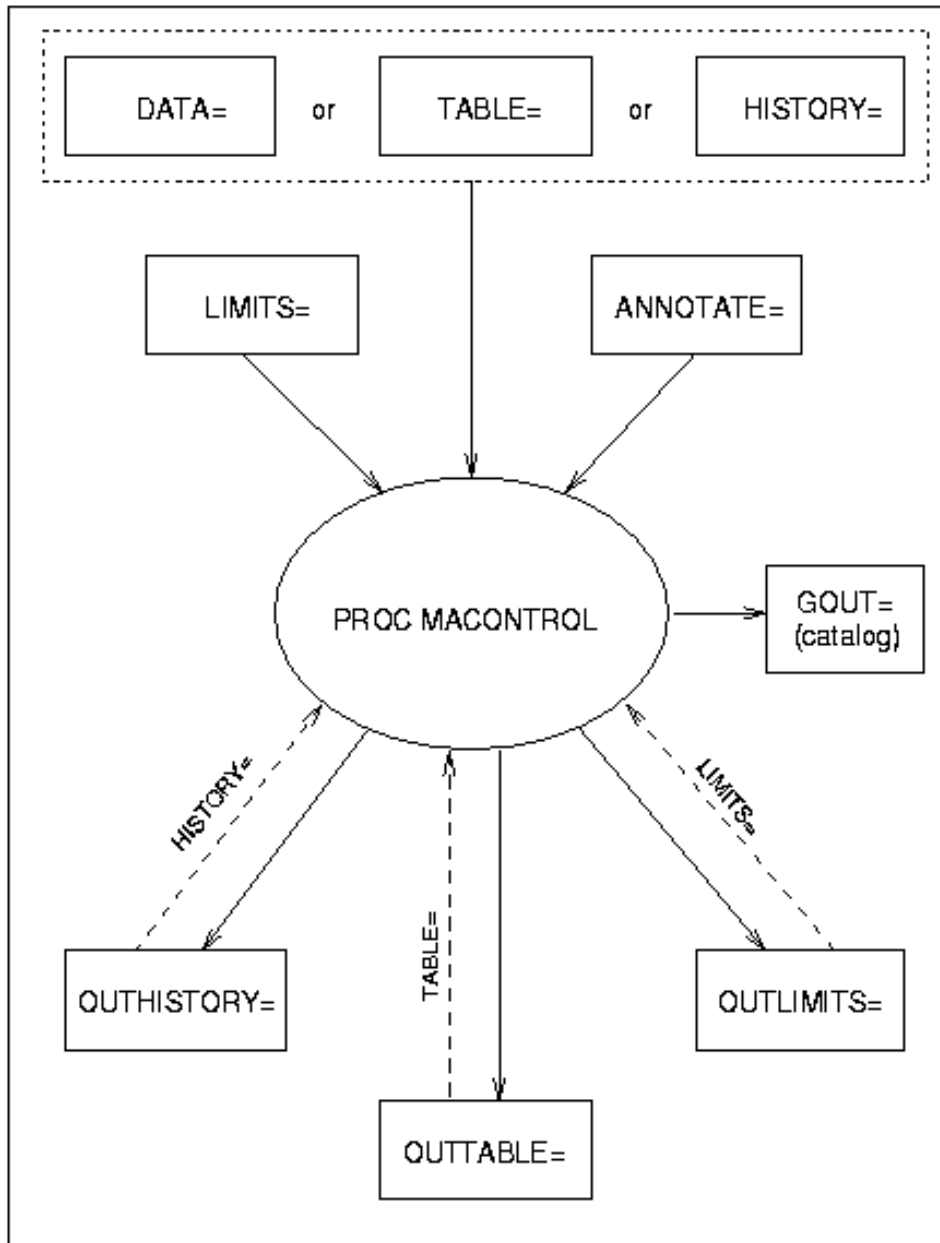 DATA= or TABLE= or HISTORY=
LIMITS=
ANNOTATE=
PROC MACONTROL
GOUT=
(catalog)
HISTORY=
TABLE=
LIMITS=
OUTHISTORY=
OUTLIMITS=
OUTTABLE=